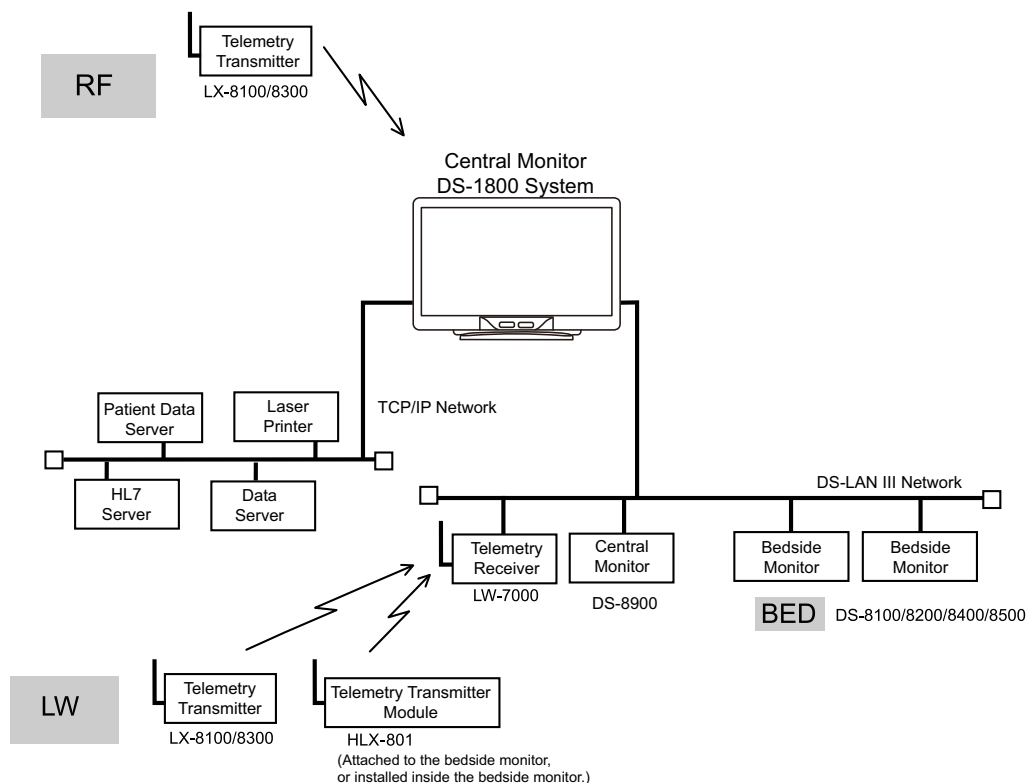 Telemetry
Transmitter
LX-8100/8300
RF
Central Monitor
DS-1800 System
TCP/IP Network
Patient Data
Server
Laser
Printer
HL7
Server
Data
Server
DS-LAN III Network
Telemetry
Receiver
LW-7000
Central
Monitor
DS-8900
Bedside
Monitor
Bedside
Monitor
BED
DS-8100/8200/8400/8500
LW
Telemetry
Transmitter
LX-8100/8300
Telemetry Transmitter
Module
HLX-801
(Attached to the bedside monitor,
or installed inside the bedside monitor.)